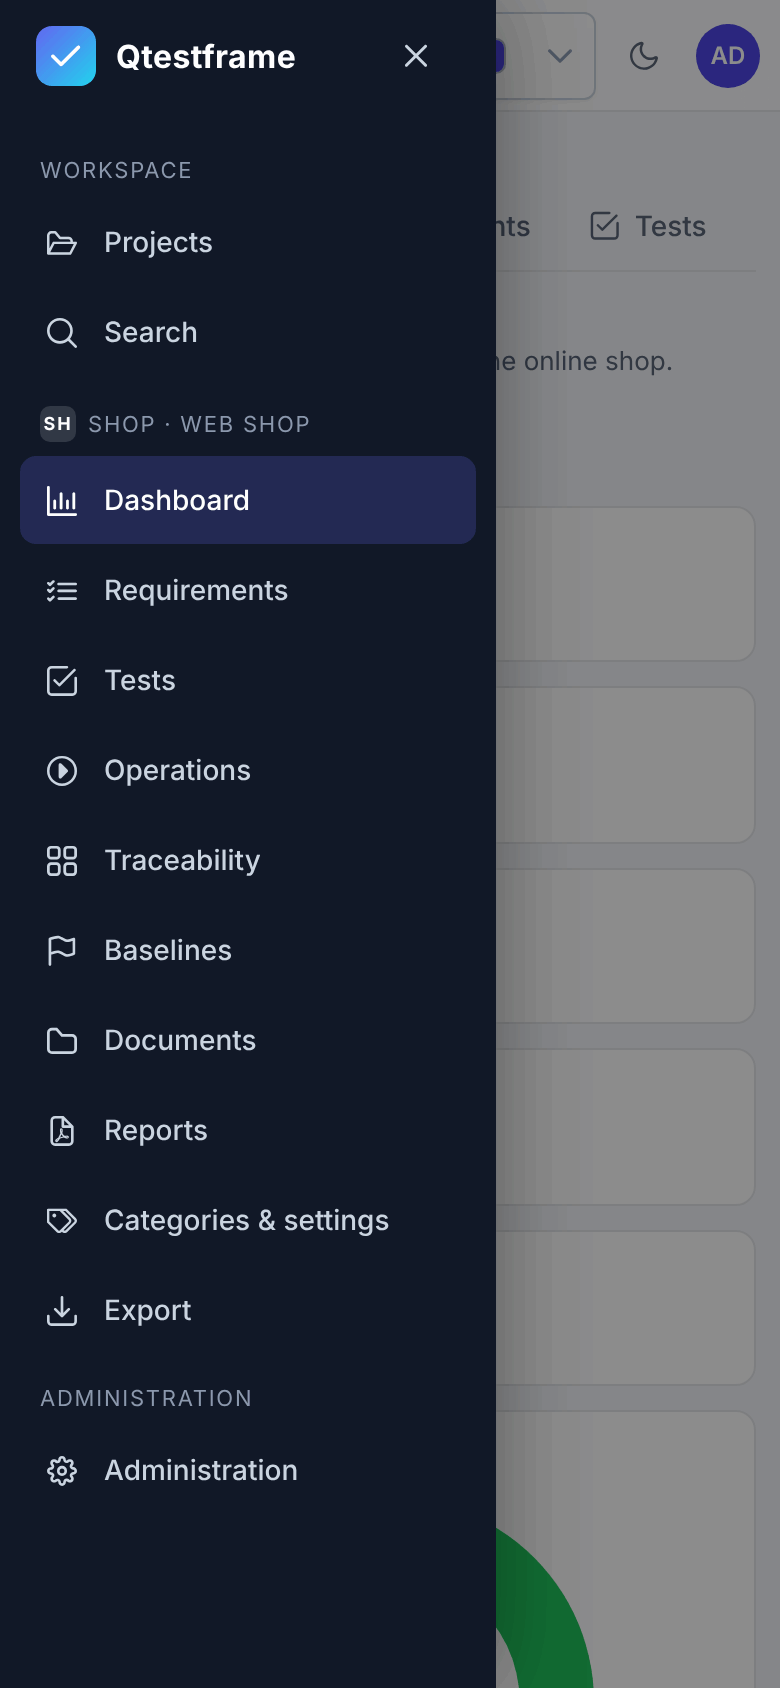 Qtestframe
AD
WORKSPACE
Projects
Tests
Search
online shop.
SH SHOP · WEB SHOP
Dashboard
Requirements
Tests
Operations
Traceability
Baselines
Documents
Reports
Categories & settings
Export
ADMINISTRATION
Administration